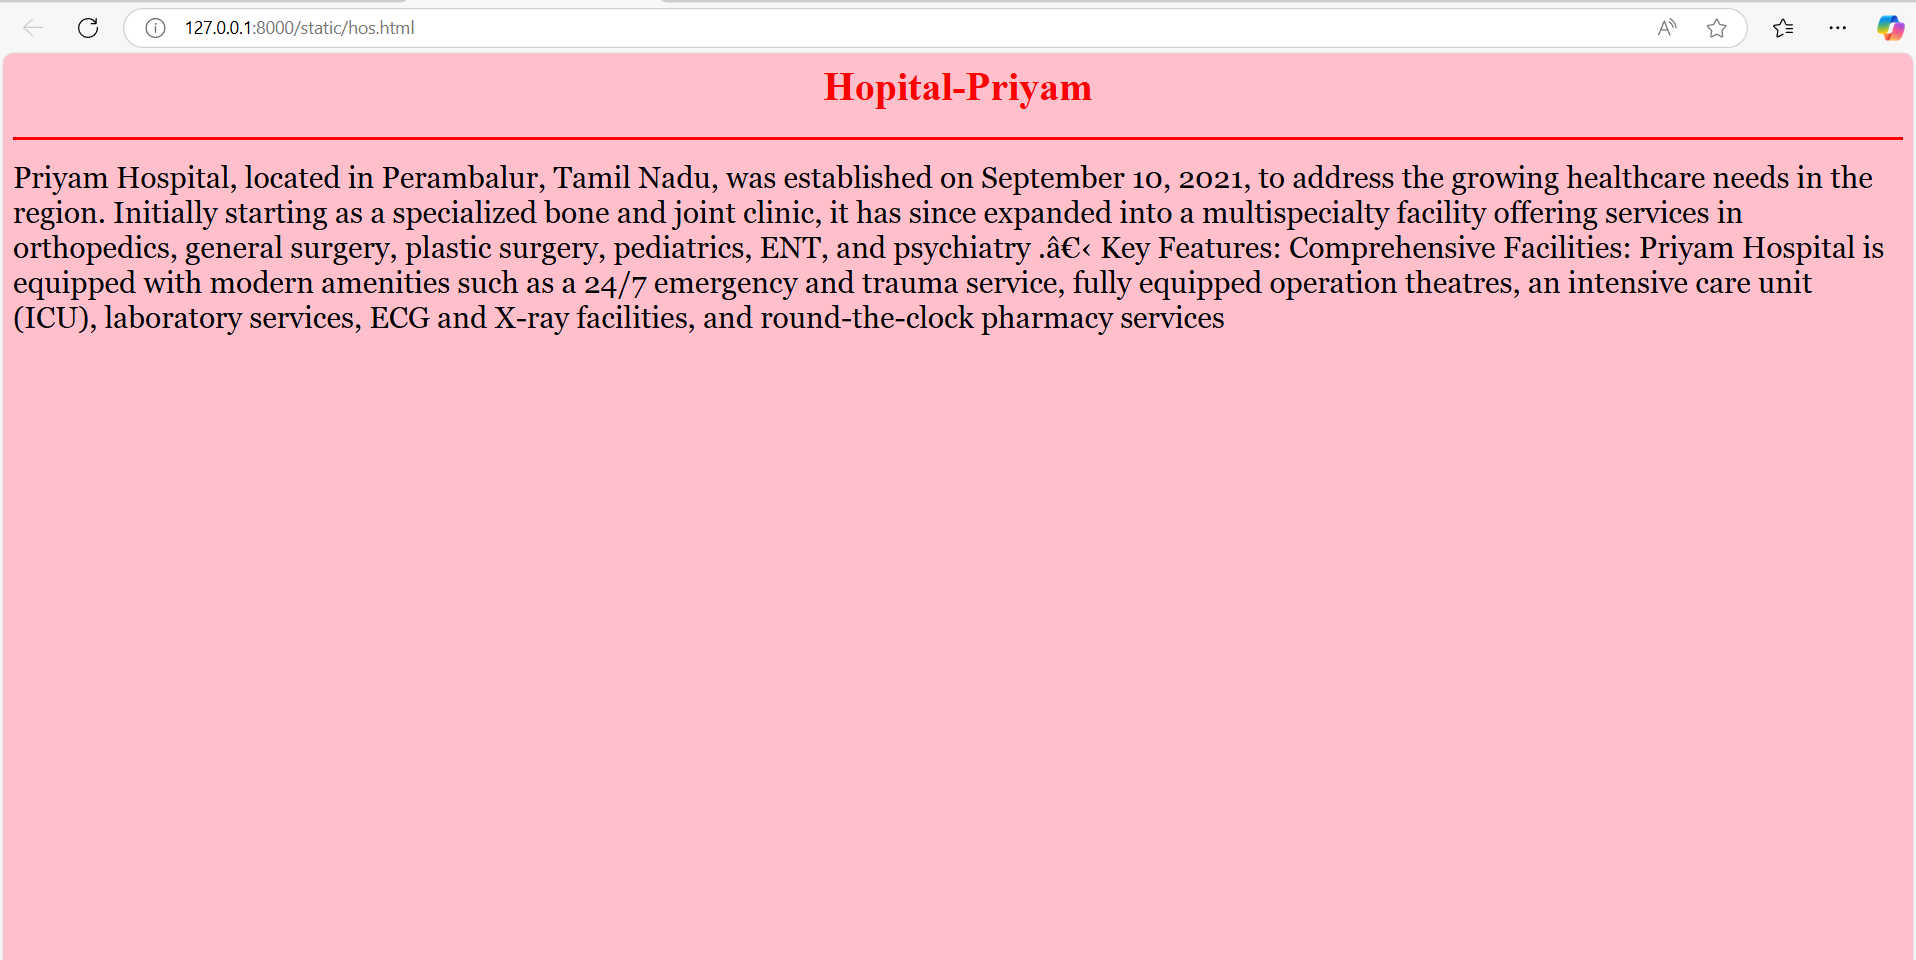 127.0.0.1:8000/static/hos.html
Hopital-Priyam
Priyam Hospital, located in Perambalur, Tamil Nadu, was established on September 10, 2021, to address the growing healthcare needs in the
region. Initially starting as a specialized bone and joint clinic, it has since expanded into a multispecialty facility offering services in
orthopedics, general surgery, plastic surgery, pediatrics, ENT, and psychiatry .â€‹ Key Features: Comprehensive Facilities: Priyam Hospital is
equipped with modern amenities such as a 24/7 emergency and trauma service, fully equipped operation theatres, an intensive care unit
(ICU), laboratory services, ECG and X-ray facilities, and round-the-clock pharmacy services